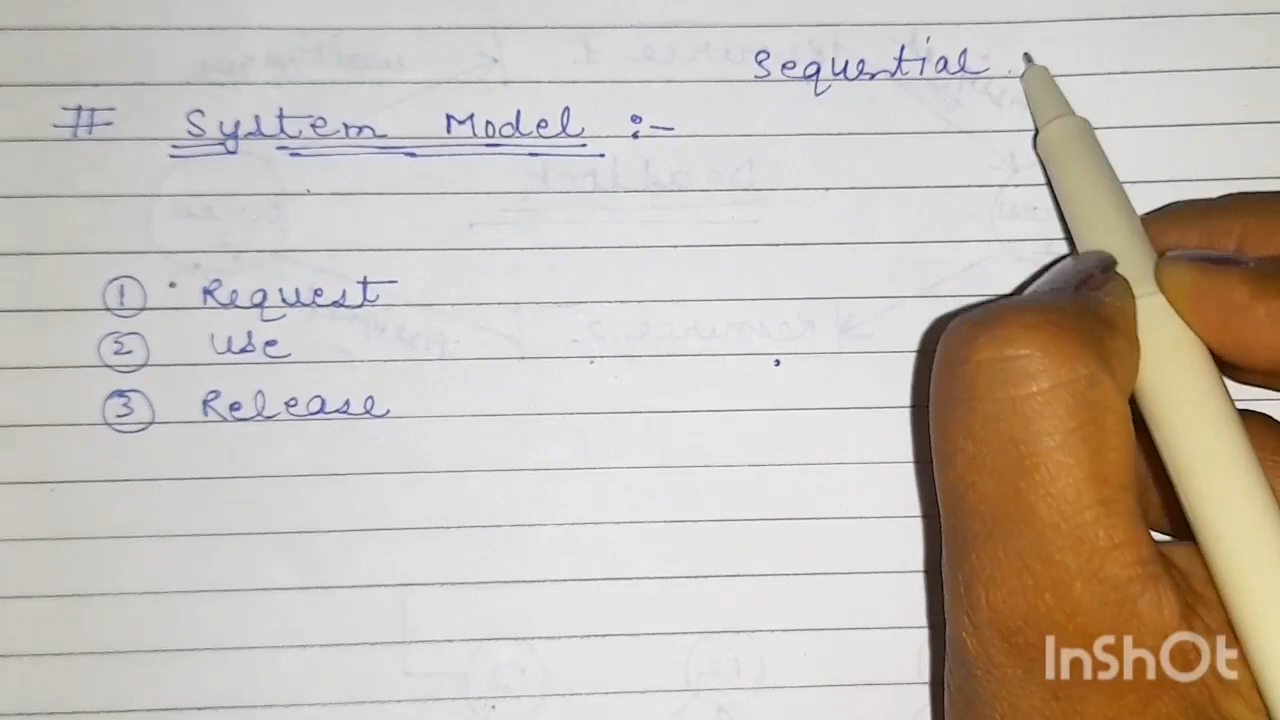 Sequential
# System Model :-
① Request
② Use
③ Release
InShOt